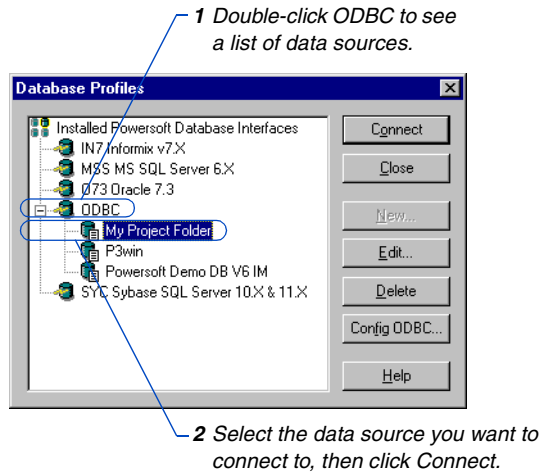 1 Double-click ODBC to see
a list of data sources.
Database Profiles
Installed Powersoft Database Interfaces
IN7 Informix v7.X
MSS MS SQL Server 6.X
O73 Oracle 7.3
ODBC
My Project Folder
P3win
Powersoft Demo DB V6 IM
SYC Sybase SQL Server 10.X & 11.X
Connect
Close
New...
Edit...
Delete
Config ODBC...
Help
2 Select the data source you want to
connect to, then click Connect.